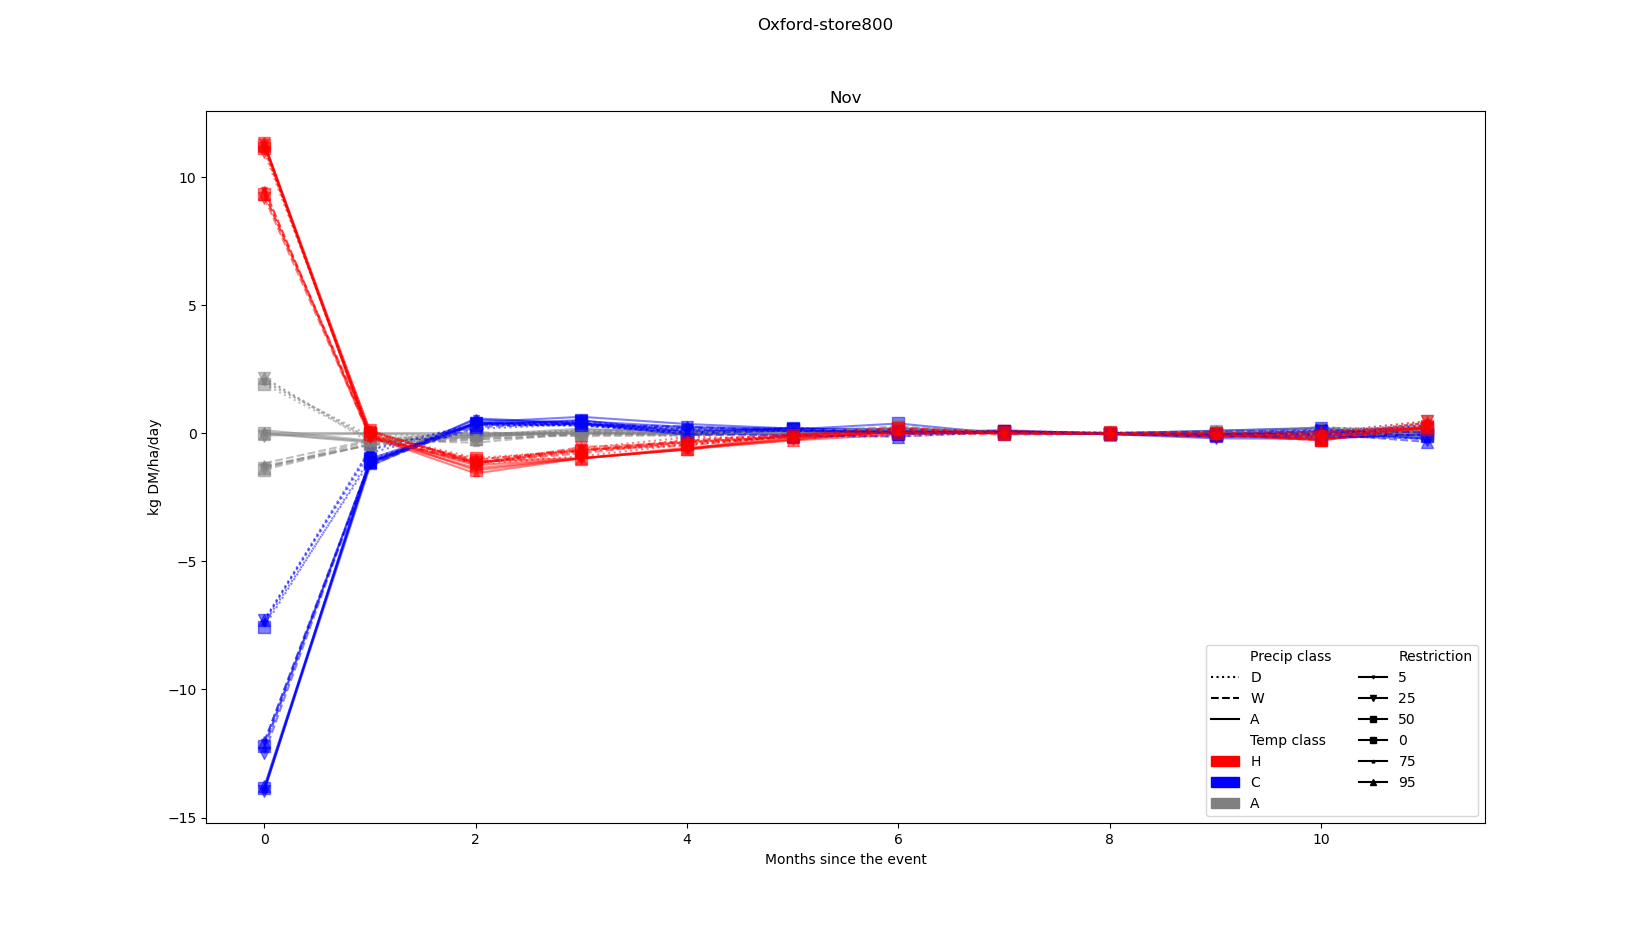 Oxford-store800
Nov
10
5
0
−5
−10
−15
kg DM/ha/day
0
2
4
6
8
10
Months since the event
Precip class
D
W
A
Temp class
H
C
A
Restriction
5
25
50
0
75
95